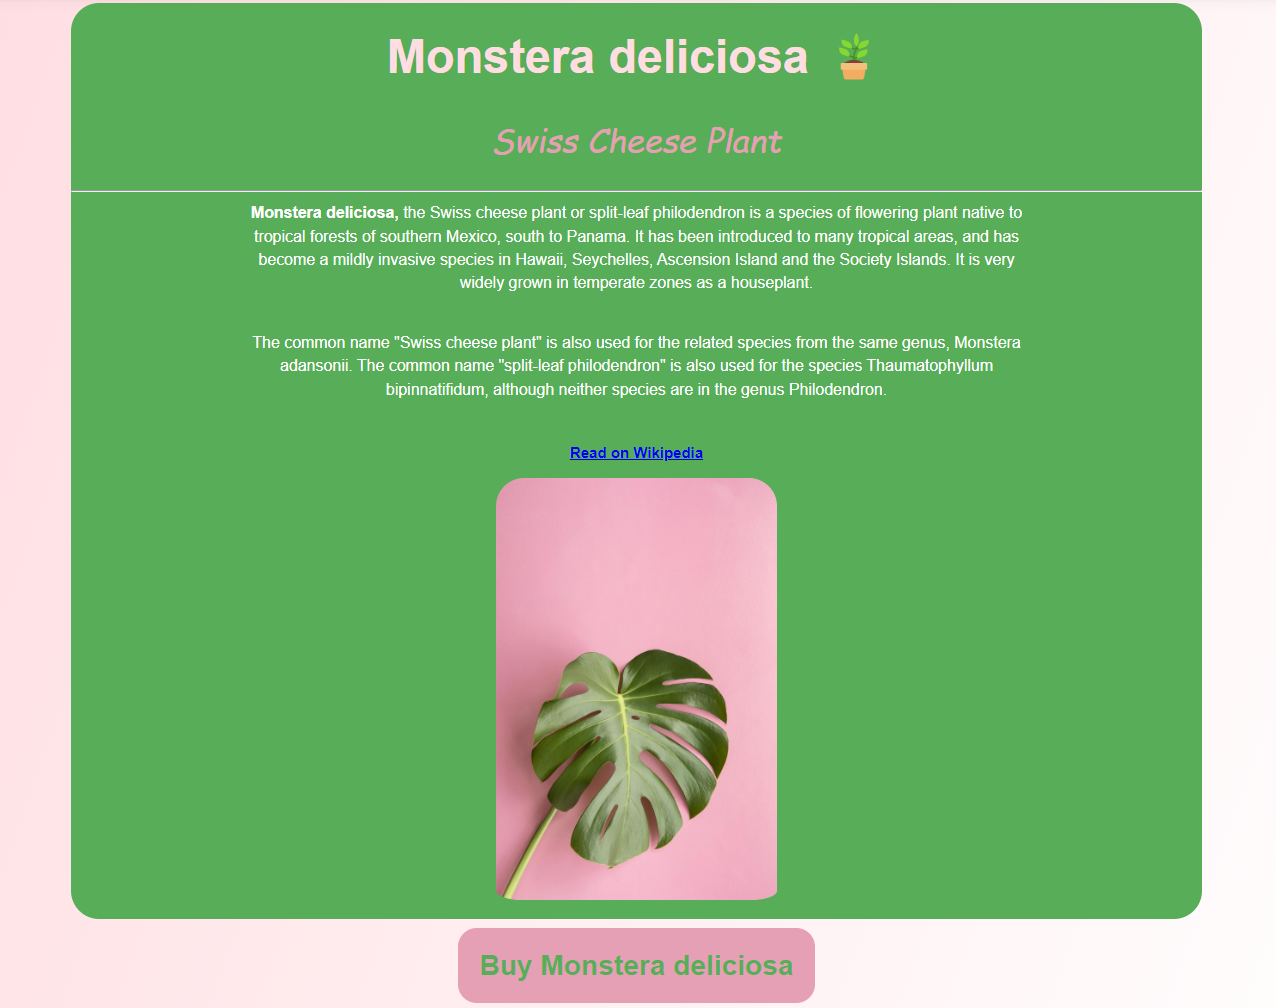 Monstera deliciosa 🪴
Swiss Cheese Plant
Monstera deliciosa, the Swiss cheese plant or split-leaf philodendron is a species of flowering plant native to
tropical forests of southern Mexico, south to Panama. It has been introduced to many tropical areas, and has
become a mildly invasive species in Hawaii, Seychelles, Ascension Island and the Society Islands. It is very
widely grown in temperate zones as a houseplant.
The common name "Swiss cheese plant" is also used for the related species from the same genus, Monstera
adansonii. The common name "split-leaf philodendron" is also used for the species Thaumatophyllum
bipinnatifidum, although neither species are in the genus Philodendron.
Read on Wikipedia
Buy Monstera deliciosa